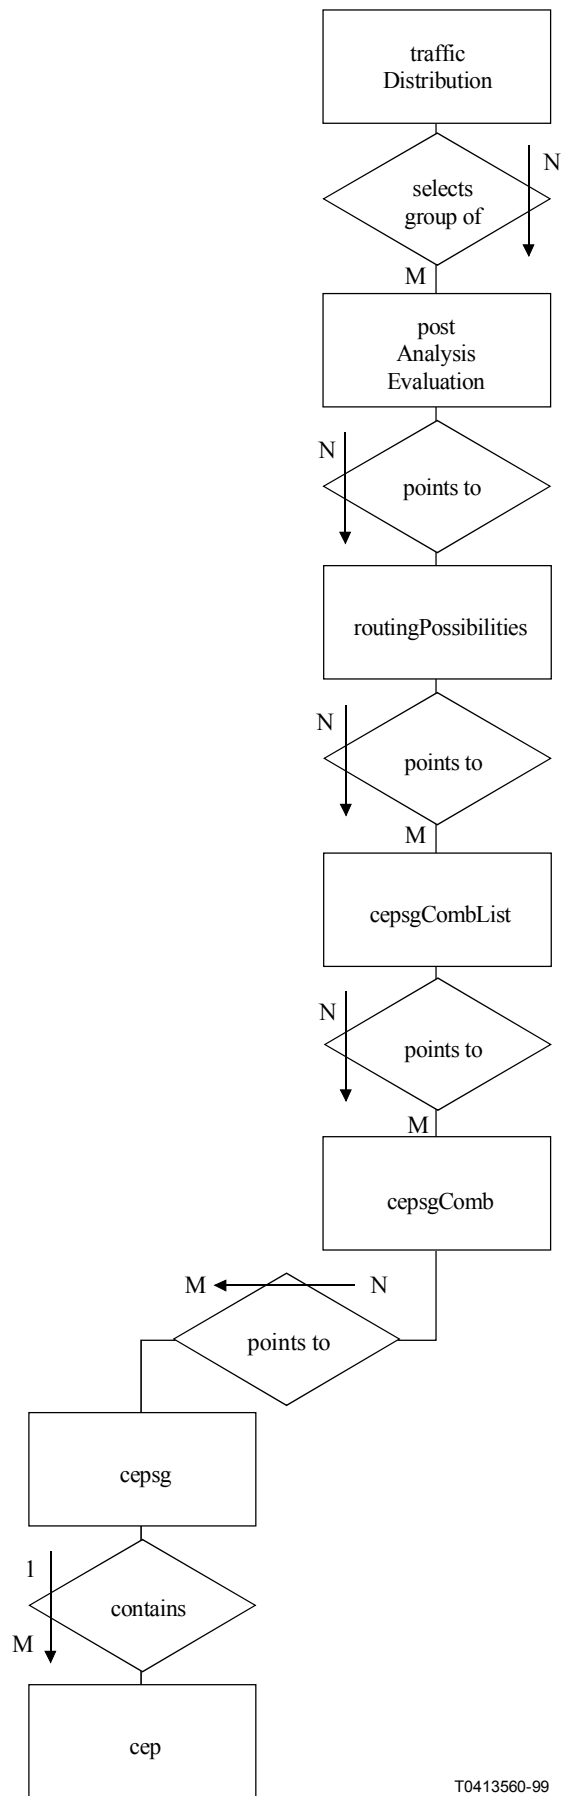 traffic
Distribution
N
selects
group of
M
post
Analysis
Evaluation
N
points to
routingPossibilities
N
points to
M
cepsgCombList
N
points to
M
cepsgComb
M
N
points to
cepsg
1
contains
M
cep
T0413560-99